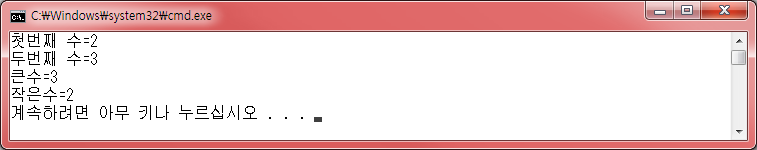 C:₩Windows₩system32₩cmd.exe
첫번째 수=2
두번째 수=3
큰수=3
작은수=2
계속하려면 아무 키나 누르십시오 . . .